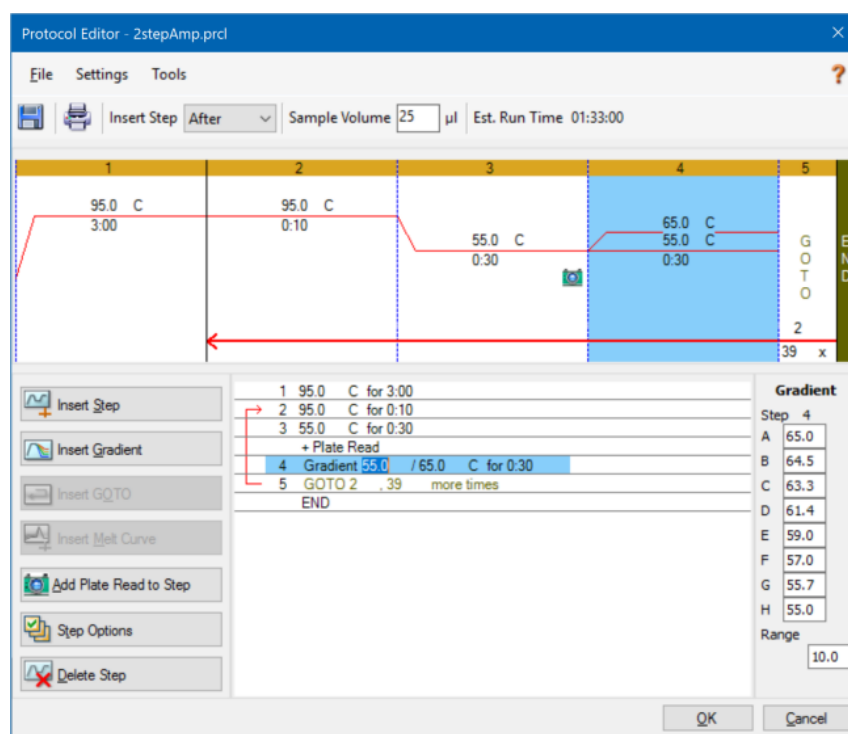 Protocol Editor - 2stepAmp.prcl
File Settings Tools
Insert Step After Sample Volume 25 µl Est. Run Time 01:33:00
1 2 3 4 5
95.0 C 95.0 C
3:00 0:10
65.0 C
55.0 C 55.0 C
0:30 0:30
G O T O
E N D
2
39 x
Insert Step
Insert Gradient
Insert GOTO
Insert Melt Curve
Add Plate Read to Step
Step Options
Delete Step
1 95.0 C for 3:00
2 95.0 C for 0:10
3 55.0 C for 0:30
+ Plate Read
4 Gradient 55.0 / 65.0 C for 0:30
5 GOTO 2 , 39 more times
END
Gradient
Step 4
A 65.0
B 64.5
C 63.3
D 61.4
E 59.0
F 57.0
G 55.7
H 55.0
Range
10.0
OK Cancel